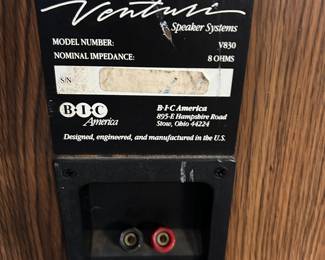 Venturi
Speaker Systems
MODEL NUMBER: V830
NOMINAL IMPEDANCE: 8 OHMS
S/N
B·I·C
America
B·I·C America
895-E Hampshire Road
Stow, Ohio 44224
Designed, engineered, and manufactured in the U.S.